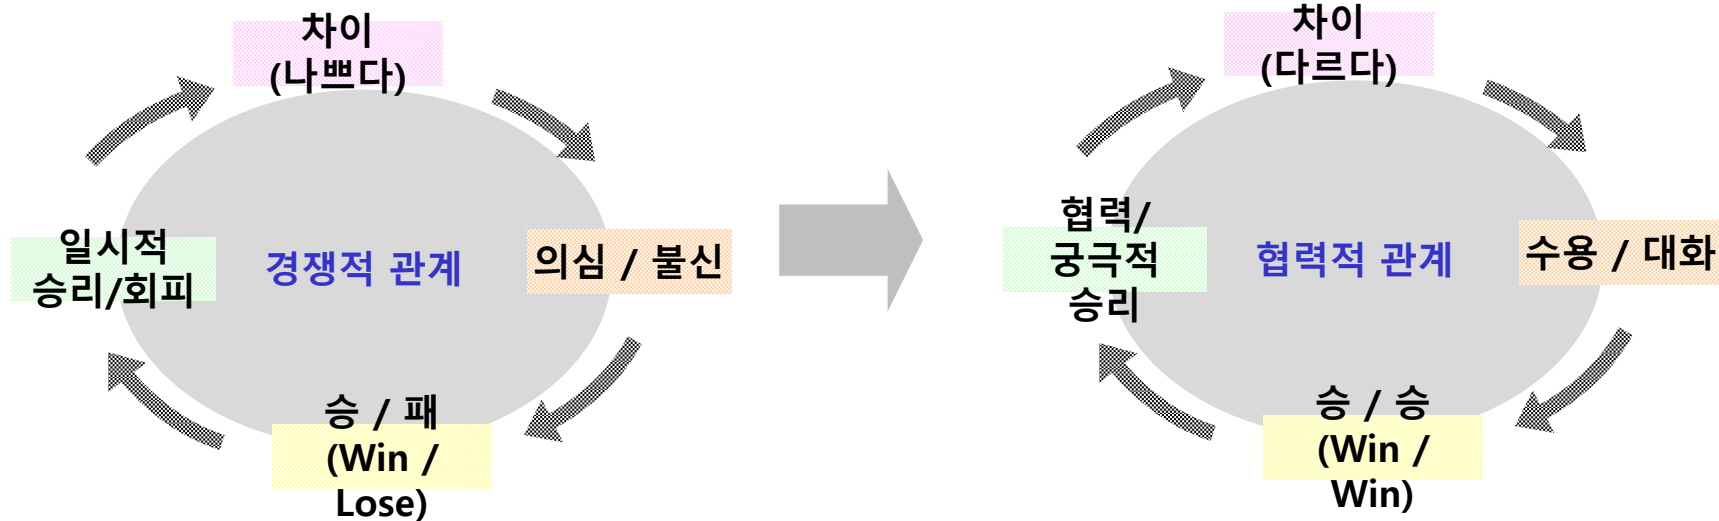 차이
(나쁘다)
의심 / 불신
승 / 패
(Win /
Lose)
일시적
승리/회피
경쟁적 관계
차이
(다르다)
수용 / 대화
승 / 승
(Win /
Win)
협력/
궁극적
승리
협력적 관계